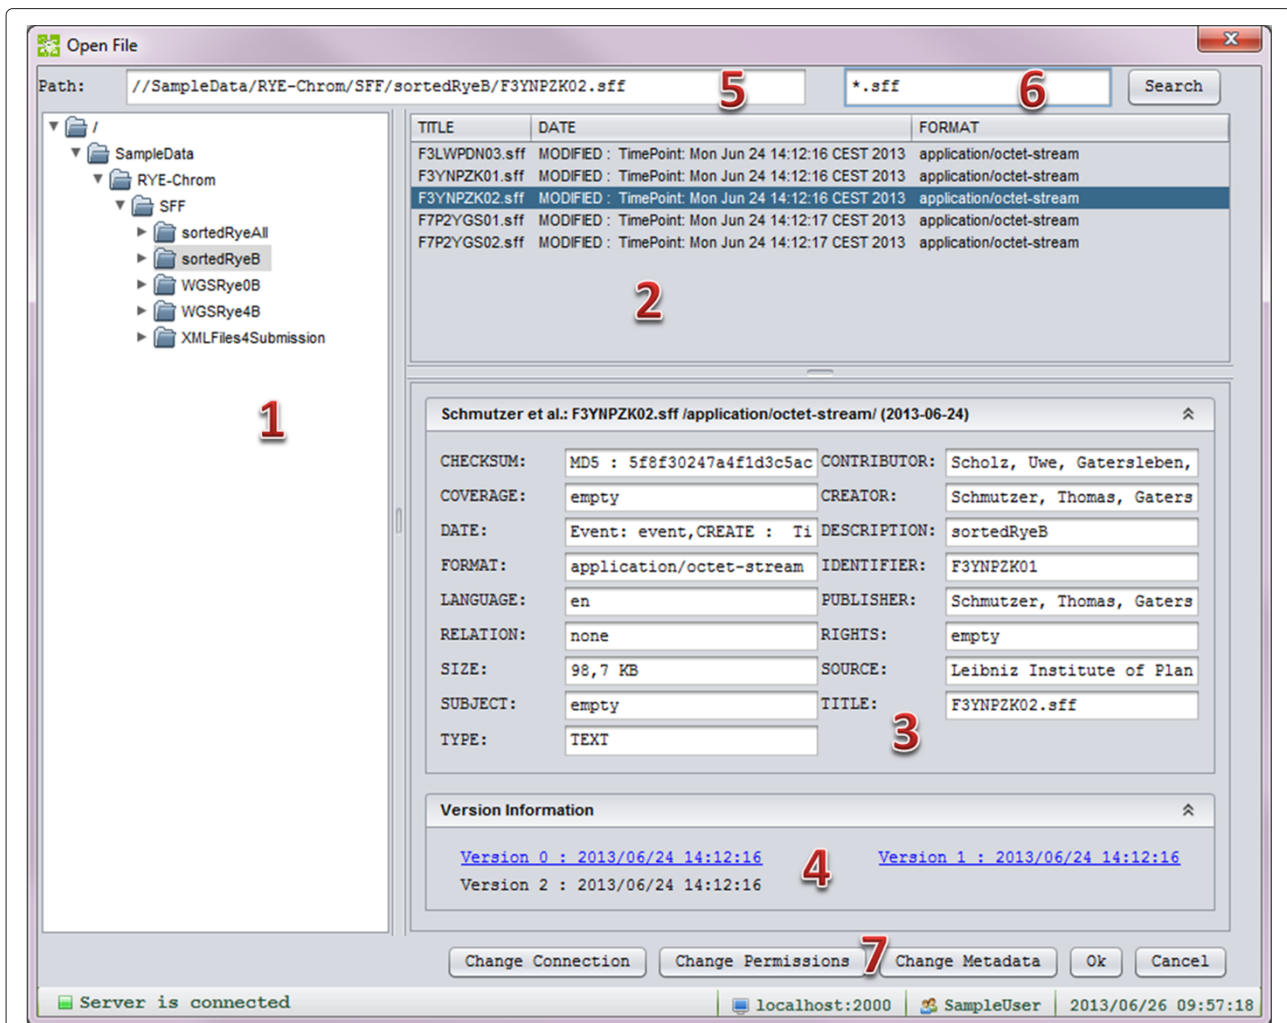 Open File
Path: //SampleData/RYE-Chrom/SFF/sortedRyeB/F3YNPZK02.sff 5 *.sff 6 Search
/
SampleData
RYE-Chrom
SFF
sortedRyeAll
sortedRyeB
WGSRye0B
WGSRye4B
XMLFiles4Submission
1
TITLE DATE FORMAT
F3LWPDN03.sff MODIFIED : TimePoint: Mon Jun 24 14:12:16 CEST 2013 application/octet-stream
F3YNPZK01.sff MODIFIED : TimePoint: Mon Jun 24 14:12:16 CEST 2013 application/octet-stream
F3YNPZK02.sff MODIFIED : TimePoint: Mon Jun 24 14:12:16 CEST 2013 application/octet-stream
F7P2YGS01.sff MODIFIED : TimePoint: Mon Jun 24 14:12:17 CEST 2013 application/octet-stream
F7P2YGS02.sff MODIFIED : TimePoint: Mon Jun 24 14:12:17 CEST 2013 application/octet-stream
2
Schmutzer et al.: F3YNPZK02.sff /application/octet-stream/ (2013-06-24)
CHECKSUM: MD5 : 5f8f30247a4f1d3c5ac CONTRIBUTOR: Scholz, Uwe, Gatersleben,
COVERAGE: empty CREATOR: Schmutzer, Thomas, Gaters
DATE: Event: event,CREATE : Ti DESCRIPTION: sortedRyeB
FORMAT: application/octet-stream IDENTIFIER: F3YNPZK01
LANGUAGE: en PUBLISHER: Schmutzer, Thomas, Gaters
RELATION: none RIGHTS: empty
SIZE: 98,7 KB SOURCE: Leibniz Institute of Plan
SUBJECT: empty TITLE: F3YNPZK02.sff
TYPE: TEXT 3
Version Information
Version 0 : 2013/06/24 14:12:16 4 Version 1 : 2013/06/24 14:12:16
Version 2 : 2013/06/24 14:12:16
Change Connection Change Permissions 7 Change Metadata Ok Cancel
Server is connected localhost:2000 SampleUser 2013/06/26 09:57:18